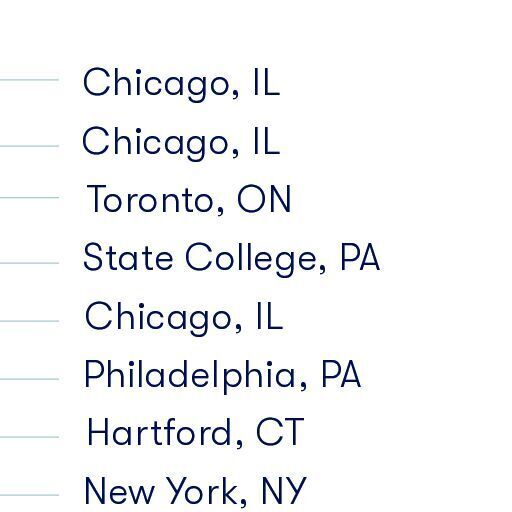 Chicago, IL
Chicago, IL
Toronto, ON
State College, PA
Chicago, IL
Philadelphia, PA
Hartford, CT
New York, NY